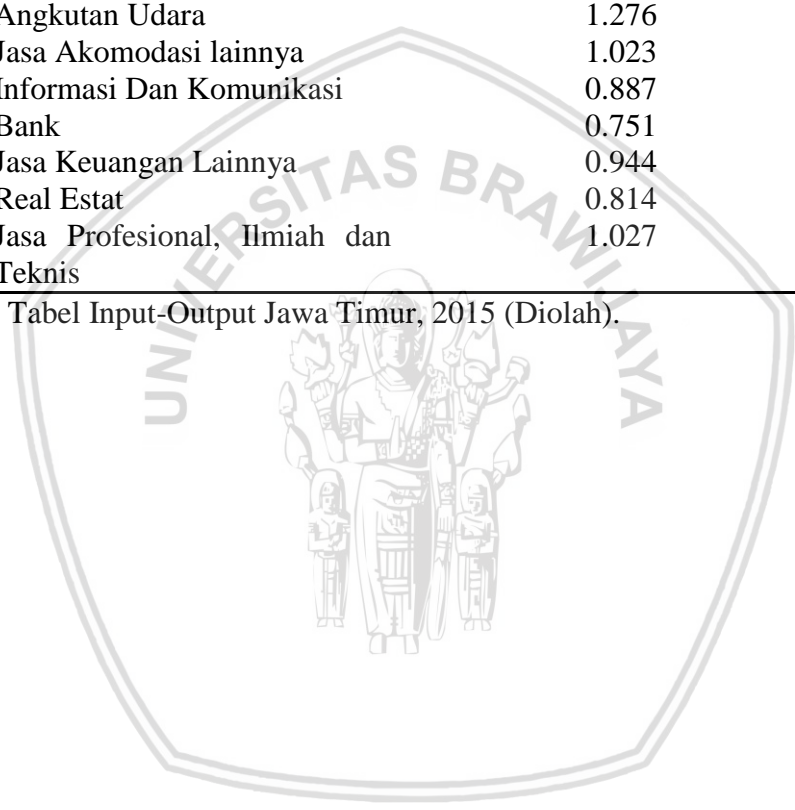 Angkutan Udara 1.276
Jasa Akomodasi lainnya 1.023
Informasi Dan Komunikasi 0.887
Bank 0.751
Jasa Keuangan Lainnya 0.944
Real Estat 0.814
Jasa Profesional, Ilmiah dan 1.027
Teknis
Tabel Input-Output Jawa Timur, 2015 (Diolah).
UNIVERSITAS BRAWIJAYA